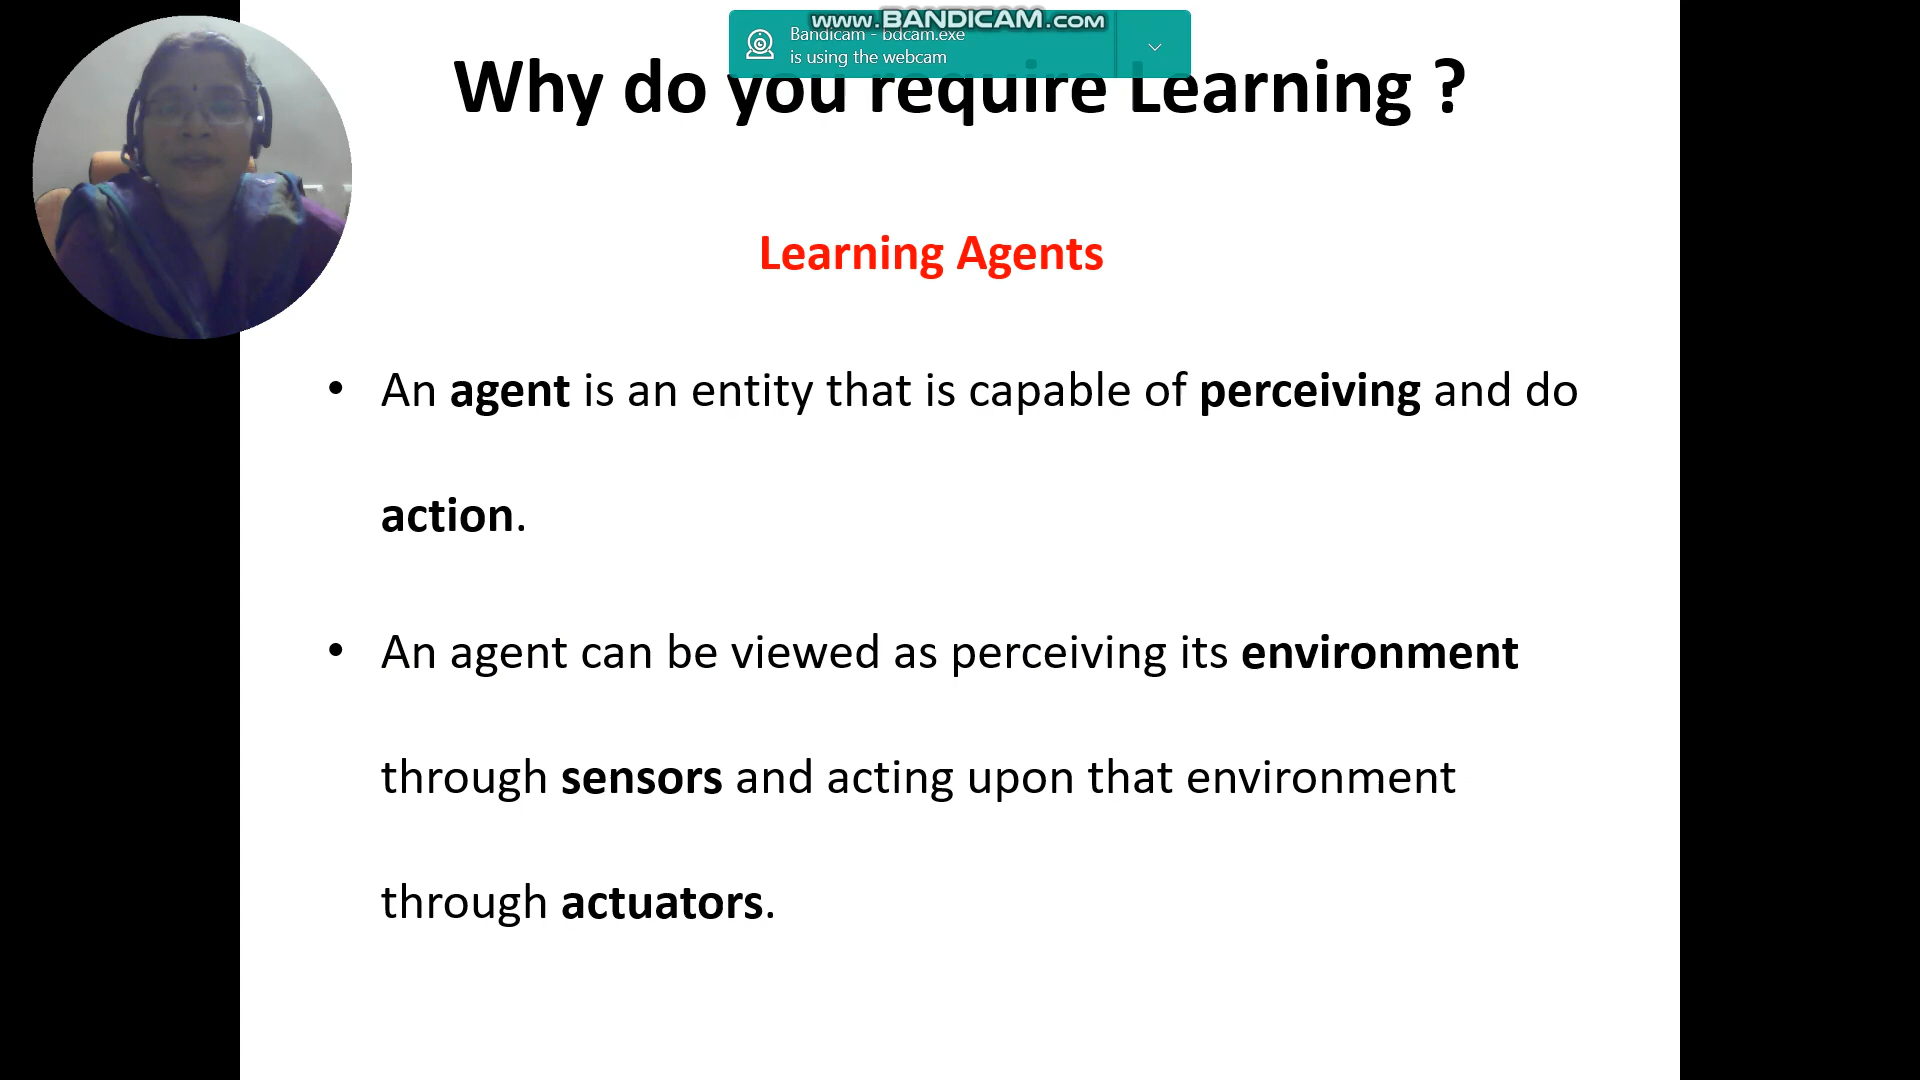 www.BANDICAM.com
Bandicam - bdcam.exe
is using the webcam
Why do you require Learning ?
Learning Agents
• An agent is an entity that is capable of perceiving and do
action.
• An agent can be viewed as perceiving its environment
through sensors and acting upon that environment
through actuators.